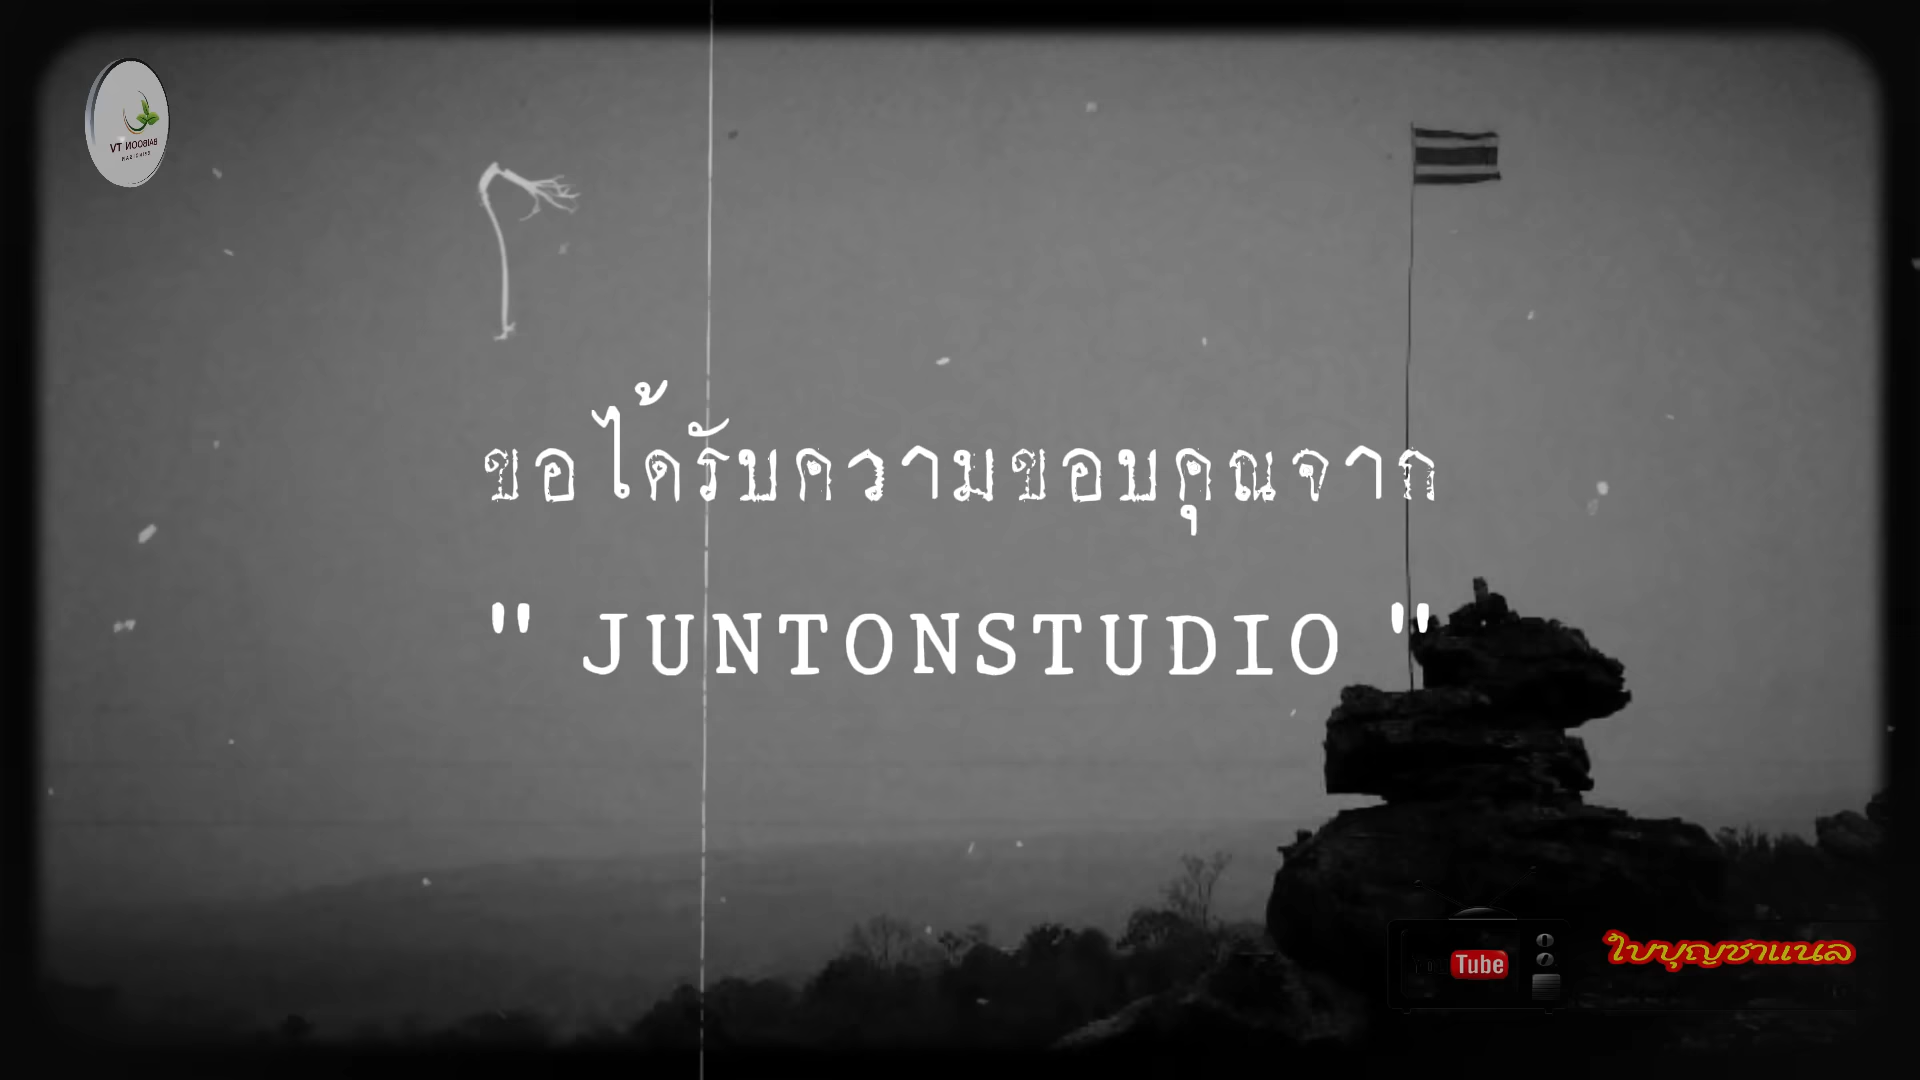 BAIBOON TV
ขอได้รับความขอบคุณจาก
" JUNTONSTUDIO "
You Tube
ใบบุญชาแนล